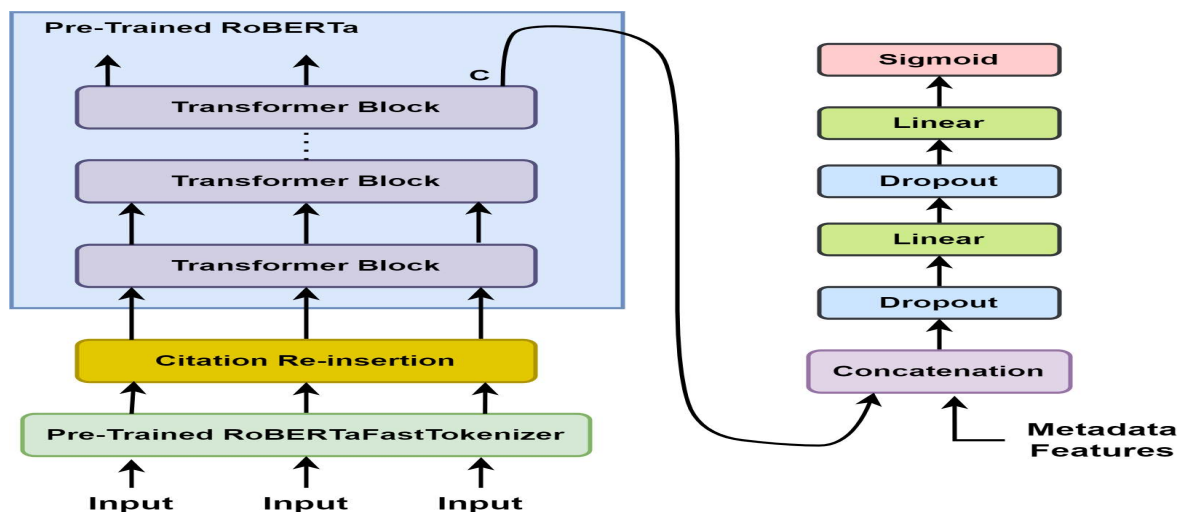 Pre-Trained RoBERTa
C
Transformer Block
Transformer Block
Transformer Block
Citation Re-insertion
Pre-Trained RoBERTaFastTokenizer
Input Input Input
Sigmoid
Linear
Dropout
Linear
Dropout
Concatenation
Metadata
Features